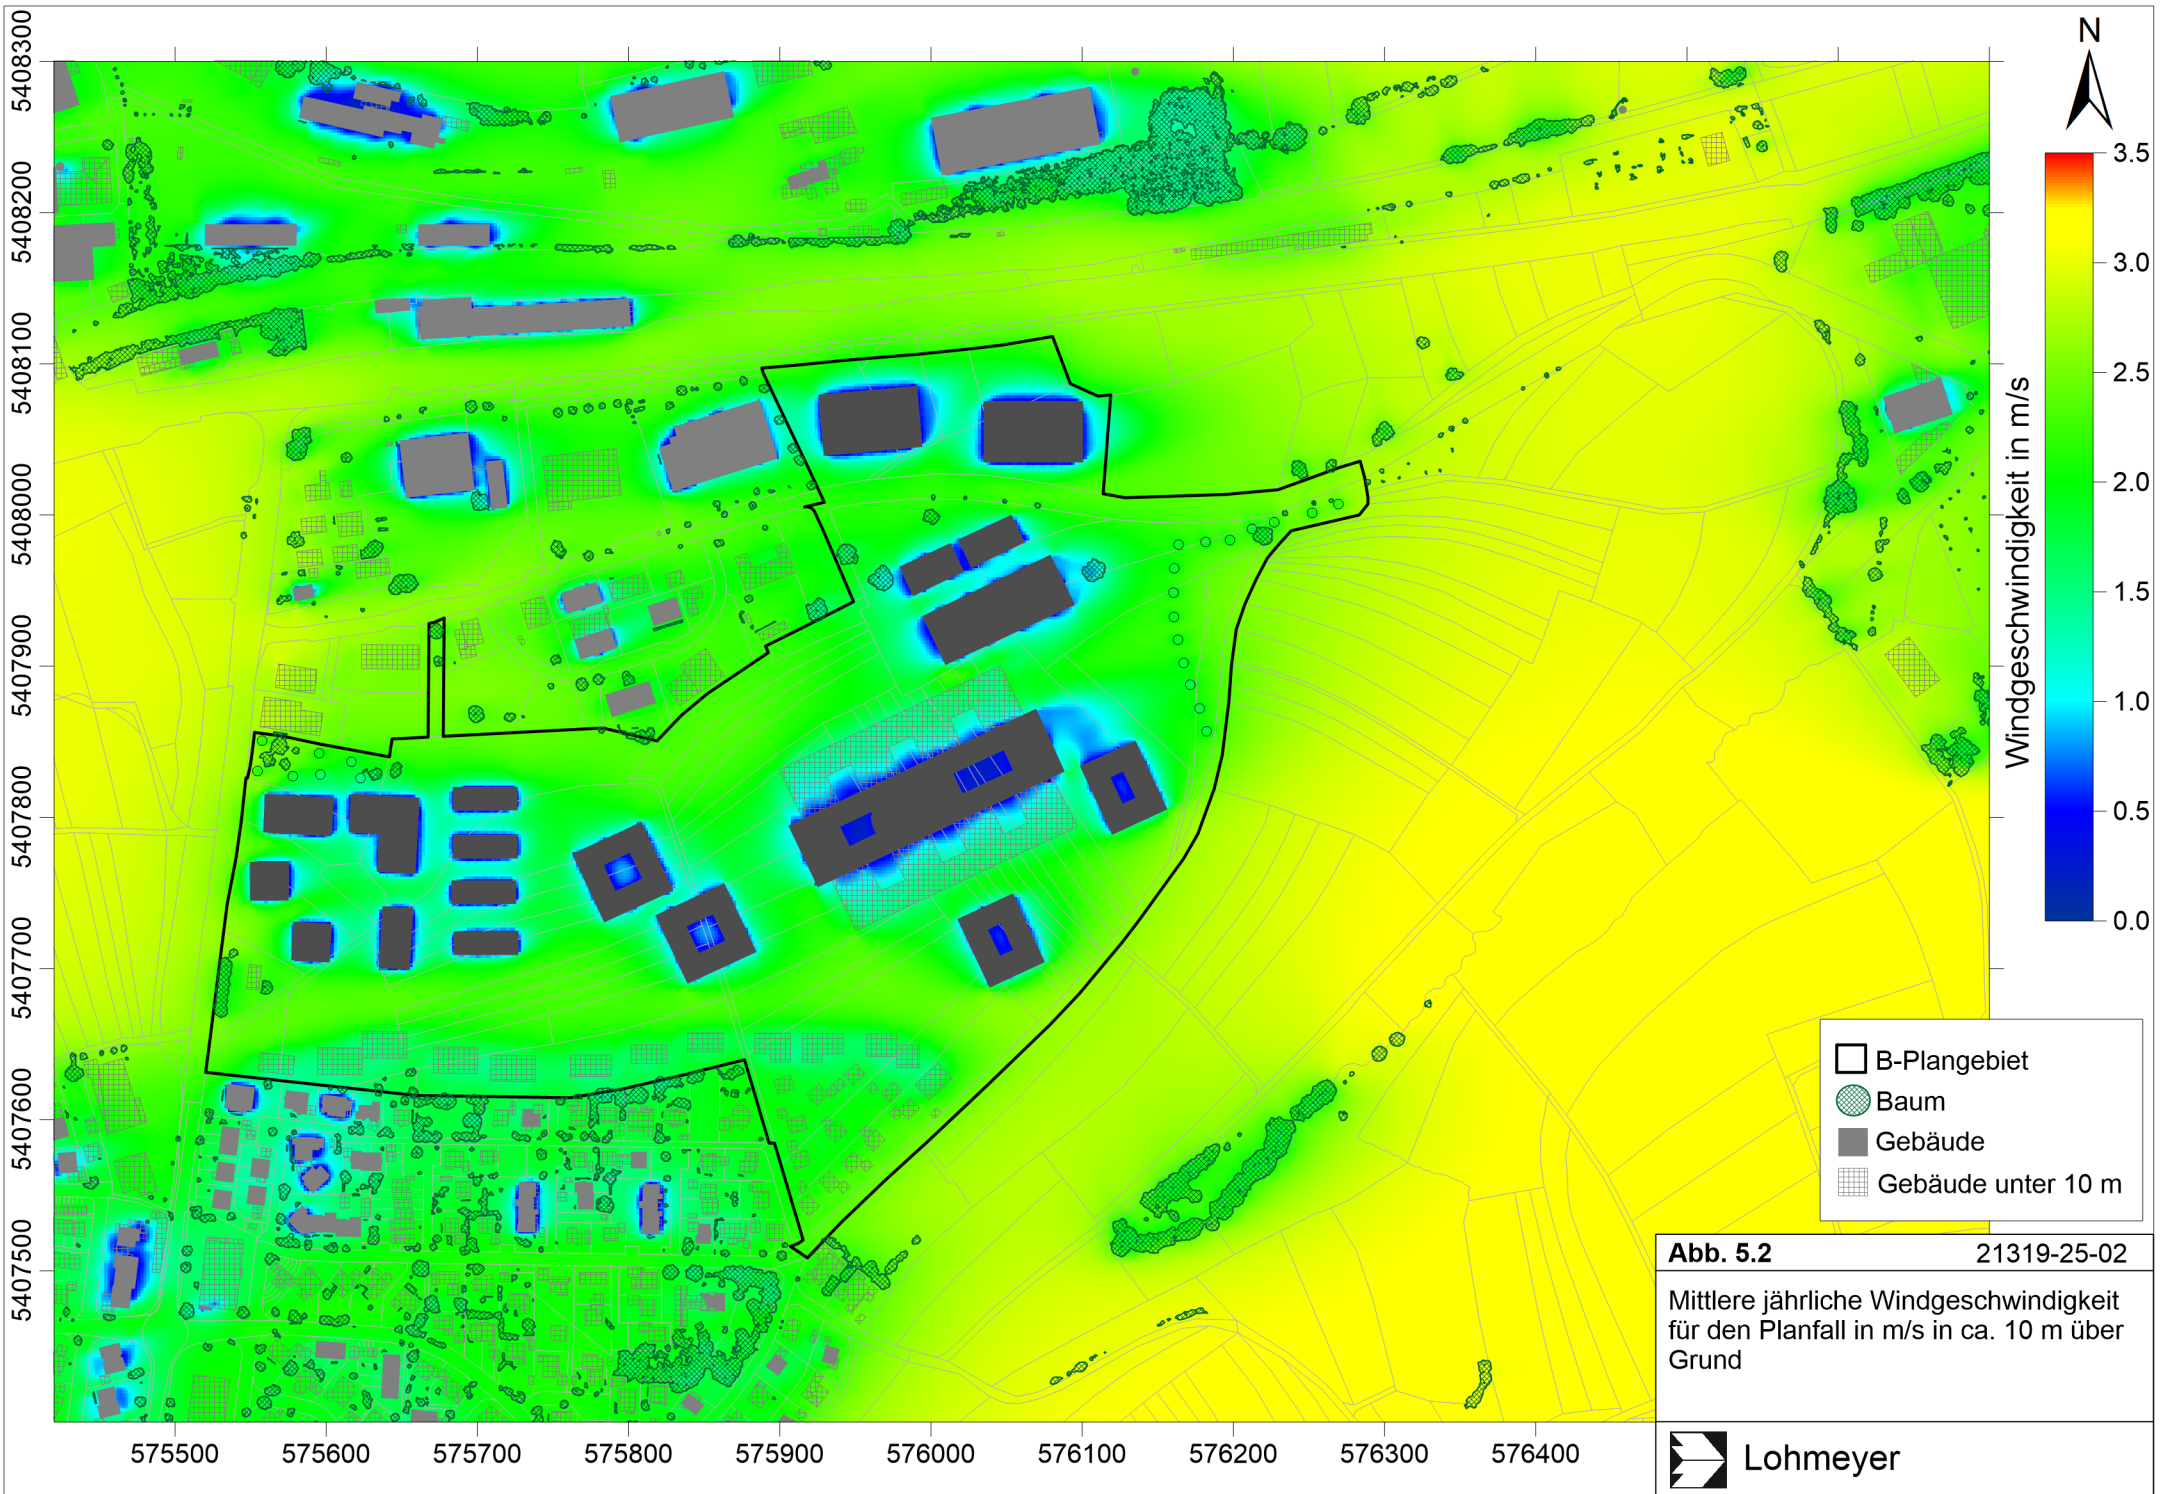 N
3.5
3.0
2.5
2.0
1.5
1.0
0.5
0.0
Windgeschwindigkeit in m/s
5408300
5408200
5408100
5408000
5407900
5407800
5407700
5407600
5407500
575500
575600
575700
575800
575900
576000
576100
576200
576300
576400
B-Plangebiet
Baum
Gebäude
Gebäude unter 10 m
Abb. 5.2 21319-25-02
Mittlere jährliche Windgeschwindigkeit
für den Planfall in m/s in ca. 10 m über
Grund
Lohmeyer